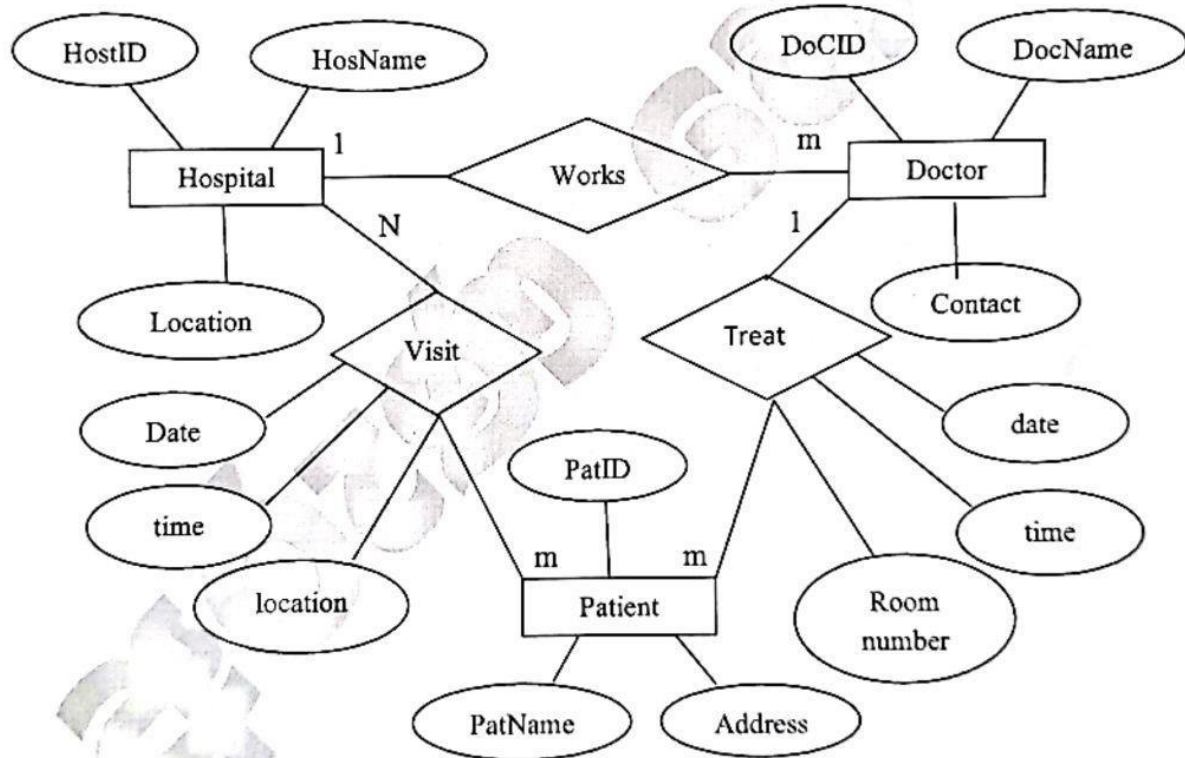 HostID
HosName
DoCID
DocName
1
m
Hospital
Works
Doctor
N
1
Location
Contact
Visit
Treat
Date
date
PatID
time
time
m
m
location
Patient
Room
number
PatName
Address